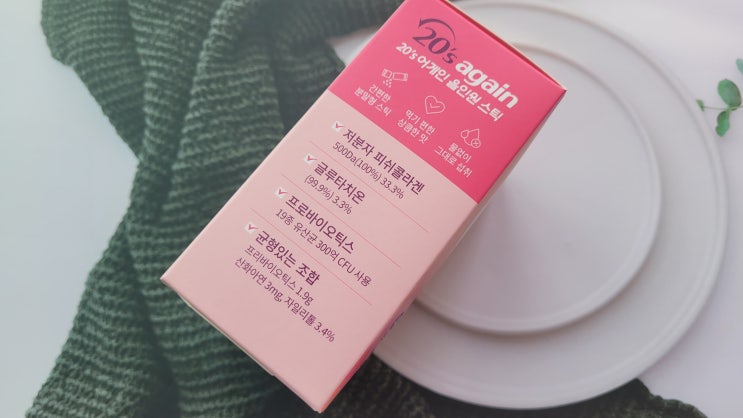 20's again
20's 어게인 올인원 스틱
간편한
분말형 스틱
먹기 편한
상큼한 맛
물없이
그대로 섭취
저분자 피쉬콜라겐
500Da(100%) 33.3%
글루타치온
(99.9%) 3.3%
프로바이오틱스
19종 유산균 300억 CFU 사용
균형있는 조합
프리바이오틱스 1.9g
산화아연 3mg, 자일리톨 3.4%